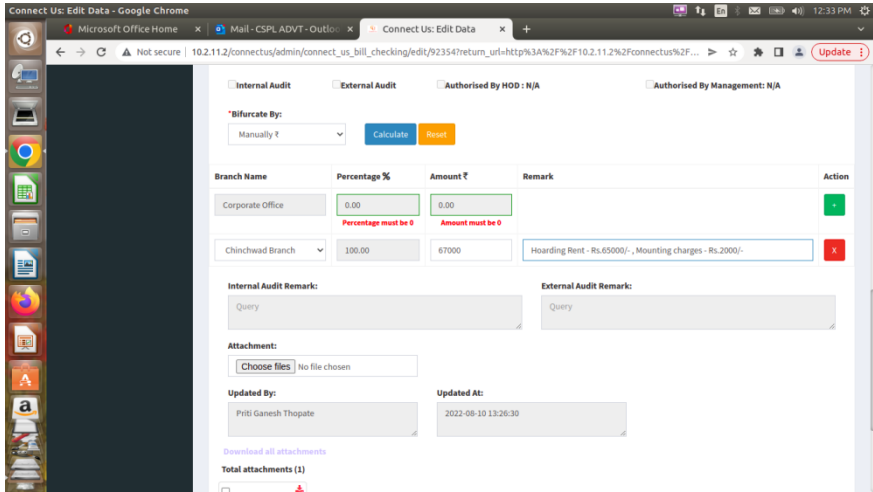 Connect Us: Edit Data - Google Chrome
En
12:33 PM
Microsoft Office Home x
Mail - CSPL ADVT - Outloo x
Connect Us: Edit Data x
+
Not secure | 10.2.11.2/connectus/admin/connect_us_bill_checking/edit/92354?return_url=http%3A%2F%2F10.2.11.2%2Fconnectus%2F...
Update
Internal Audit External Audit Authorised By HOD : N/A Authorised By Management: N/A
*Bifurcate By:
Manually ₹ Calculate Reset
Branch Name Percentage % Amount ₹ Remark Action
Corporate Office 0.00 0.00 +
Percentage must be 0 Amount must be 0
Chinchwad Branch 100.00 67000 Hoarding Rent - Rs.65000/- , Mounting charges - Rs.2000/- X
Internal Audit Remark: External Audit Remark:
Query Query
Attachment:
Choose files No file chosen
Updated By: Updated At:
Priti Ganesh Thopate 2022-08-10 13:26:30
Download all attachments
Total attachments (1)